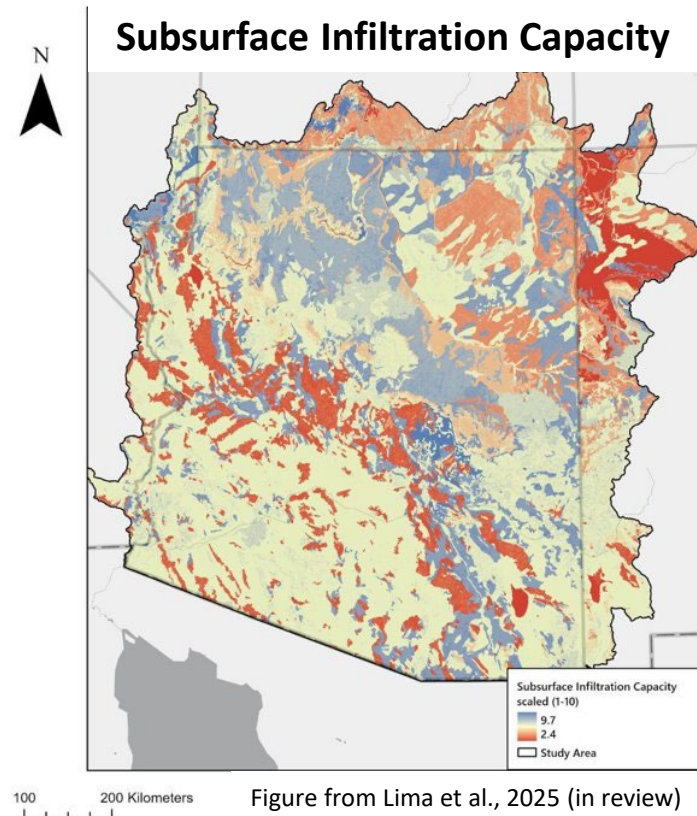 Subsurface Infiltration Capacity
N
Subsurface Infiltration Capacity
scaled (1-10)
9.7
2.4
Study Area
100 200 Kilometers
Figure from Lima et al., 2025 (in review)